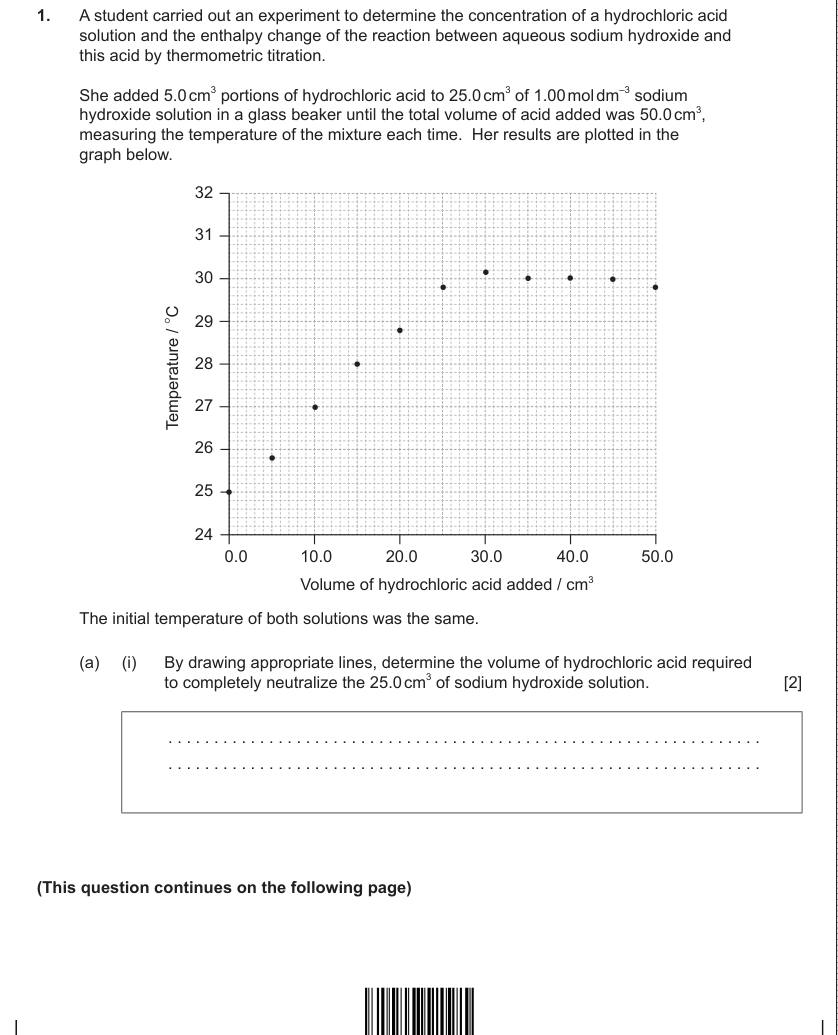 1. A student carried out an experiment to determine the concentration of a hydrochloric acid
solution and the enthalpy change of the reaction between aqueous sodium hydroxide and
this acid by thermometric titration.
She added 5.0 cm³ portions of hydrochloric acid to 25.0 cm³ of 1.00 mol dm⁻³ sodium
hydroxide solution in a glass beaker until the total volume of acid added was 50.0 cm³,
measuring the temperature of the mixture each time. Her results are plotted in the
graph below.
32
31
30
29
28
27
26
25
24
Temperature / °C
0.0 10.0 20.0 30.0 40.0 50.0
Volume of hydrochloric acid added / cm³
The initial temperature of both solutions was the same.
(a) (i) By drawing appropriate lines, determine the volume of hydrochloric acid required
to completely neutralize the 25.0 cm³ of sodium hydroxide solution. [2]
(This question continues on the following page)